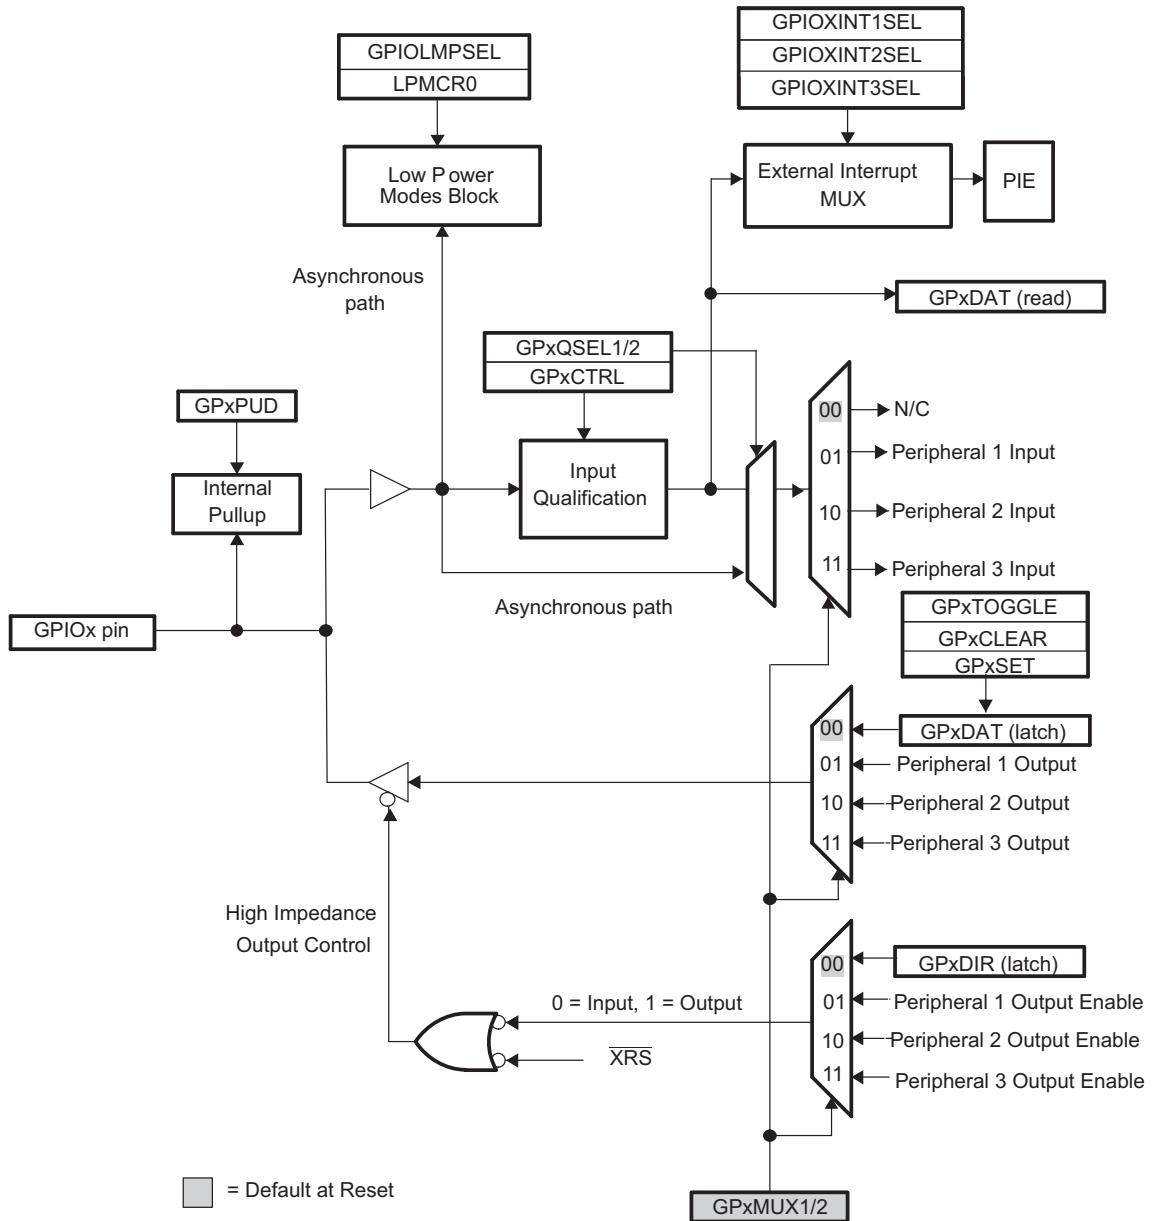 GPIOLMPSEL
LPMCR0
GPIOXINT1SEL
GPIOXINT2SEL
GPIOXINT3SEL
Low Power
Modes Block
External Interrupt
MUX
PIE
Asynchronous
path
GPxDAT (read)
GPxQSEL1/2
GPxCTRL
GPxPUD
Internal
Pullup
Input
Qualification
00
N/C
01
Peripheral 1 Input
10
Peripheral 2 Input
11
Peripheral 3 Input
Asynchronous path
GPIOx pin
GPxTOGGLE
GPxCLEAR
GPxSET
00
GPxDAT (latch)
01
Peripheral 1 Output
10
Peripheral 2 Output
11
Peripheral 3 Output
High Impedance
Output Control
00
GPxDIR (latch)
0 = Input, 1 = Output
01
Peripheral 1 Output Enable
10
Peripheral 2 Output Enable
XRS
11
Peripheral 3 Output Enable
= Default at Reset
GPxMUX1/2